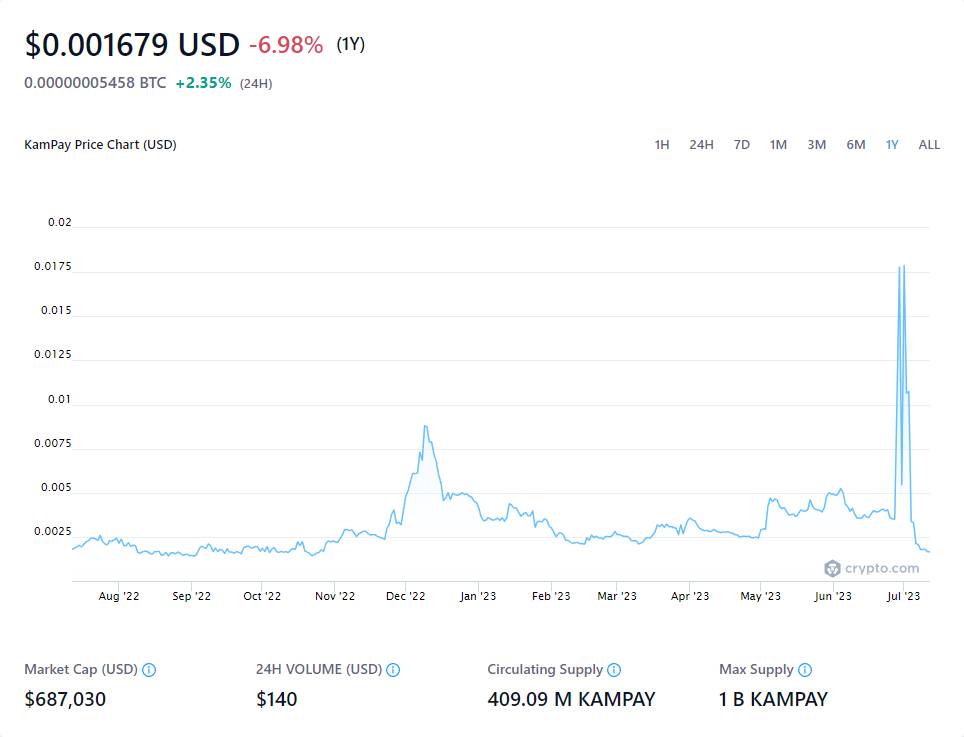 $0.001679 USD -6.98% (1Y)
0.00000005458 BTC +2.35% (24H)
KamPay Price Chart (USD) 1H 24H 7D 1M 3M 6M 1Y ALL
0.02
0.0175
0.015
0.0125
0.01
0.0075
0.005
0.0025
crypto.com
Aug '22 Sep '22 Oct '22 Nov '22 Dec '22 Jan '23 Feb '23 Mar '23 Apr '23 May '23 Jun '23 Jul '23
Market Cap (USD) 24H VOLUME (USD) Circulating Supply Max Supply
$687,030 $140 409.09 M KAMPAY 1 B KAMPAY